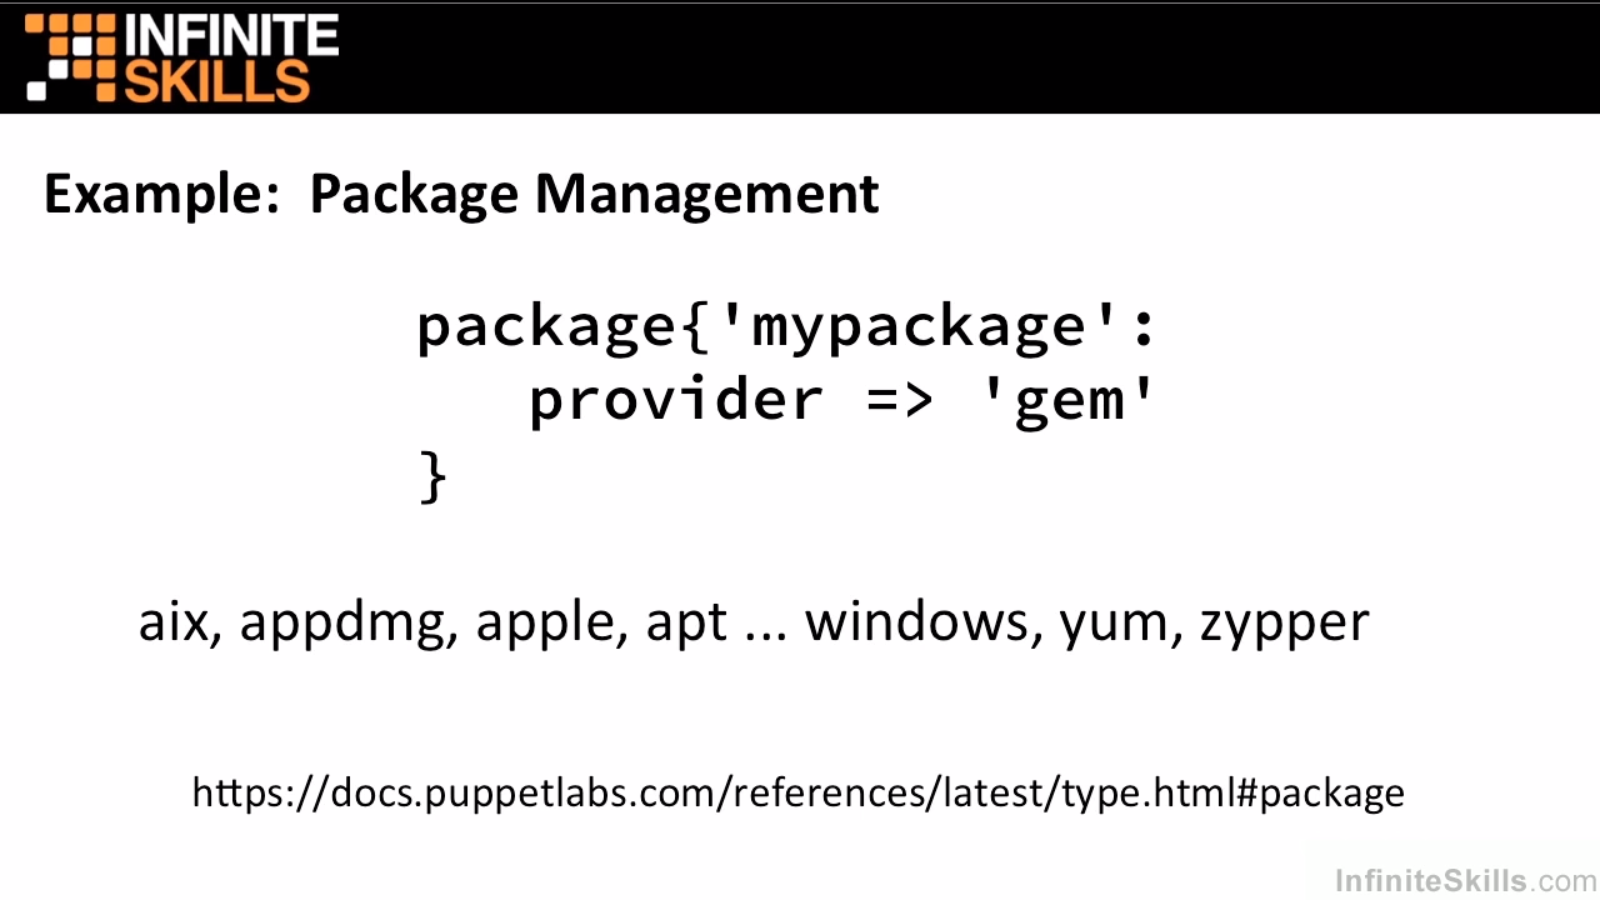 INFINITE
SKILLS
Example:  Package Management
package{'mypackage':
   provider => 'gem'
}
aix, appdmg, apple, apt ... windows, yum, zypper
https://docs.puppetlabs.com/references/latest/type.html#package
InfiniteSkills.com